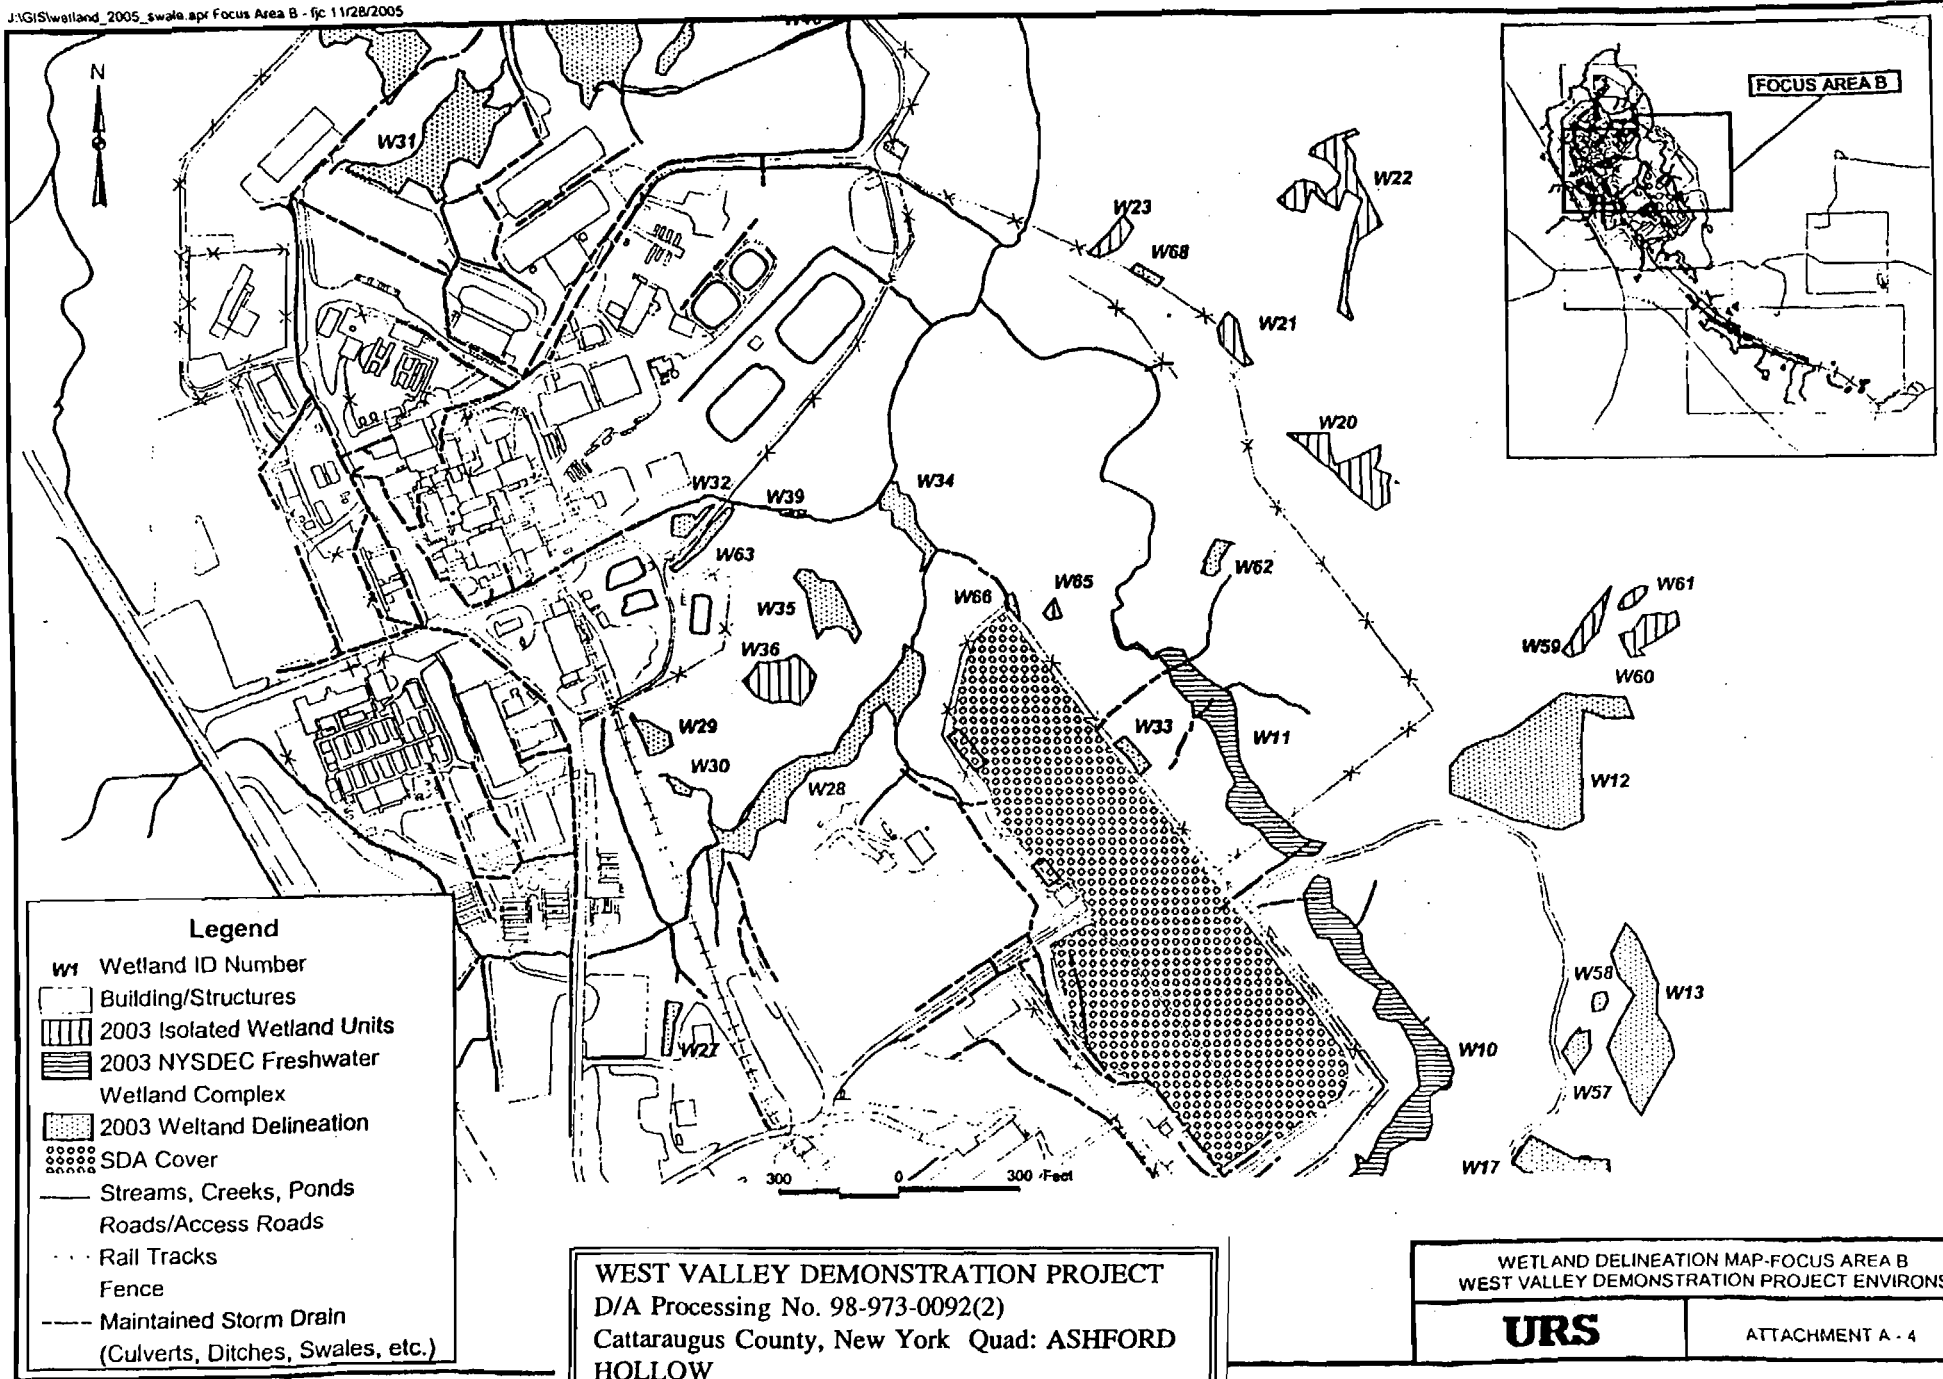 J:\GIS\wetland_2005_swale.apr Focus Area B - fjc 11/28/2005
N
FOCUS AREA B
W31
W22
W23
W68
W21
W20
W32
W39
W34
W63
W62
W61
W35
W66
W65
W59
W36
W60
W29
W33
W11
W30
W28
W12
W58
W13
W27
W10
W57
W17
300 0 300 Feet
Legend
W1 Wetland ID Number
Building/Structures
2003 Isolated Wetland Units
2003 NYSDEC Freshwater
Wetland Complex
2003 Weltand Delineation
SDA Cover
Streams, Creeks, Ponds
Roads/Access Roads
Rail Tracks
Fence
Maintained Storm Drain
(Culverts, Ditches, Swales, etc.)
WEST VALLEY DEMONSTRATION PROJECT
D/A Processing No. 98-973-0092(2)
Cattaraugus County, New York Quad: ASHFORD
HOLLOW
WETLAND DELINEATION MAP-FOCUS AREA B
WEST VALLEY DEMONSTRATION PROJECT ENVIRONS
URS
ATTACHMENT A - 4